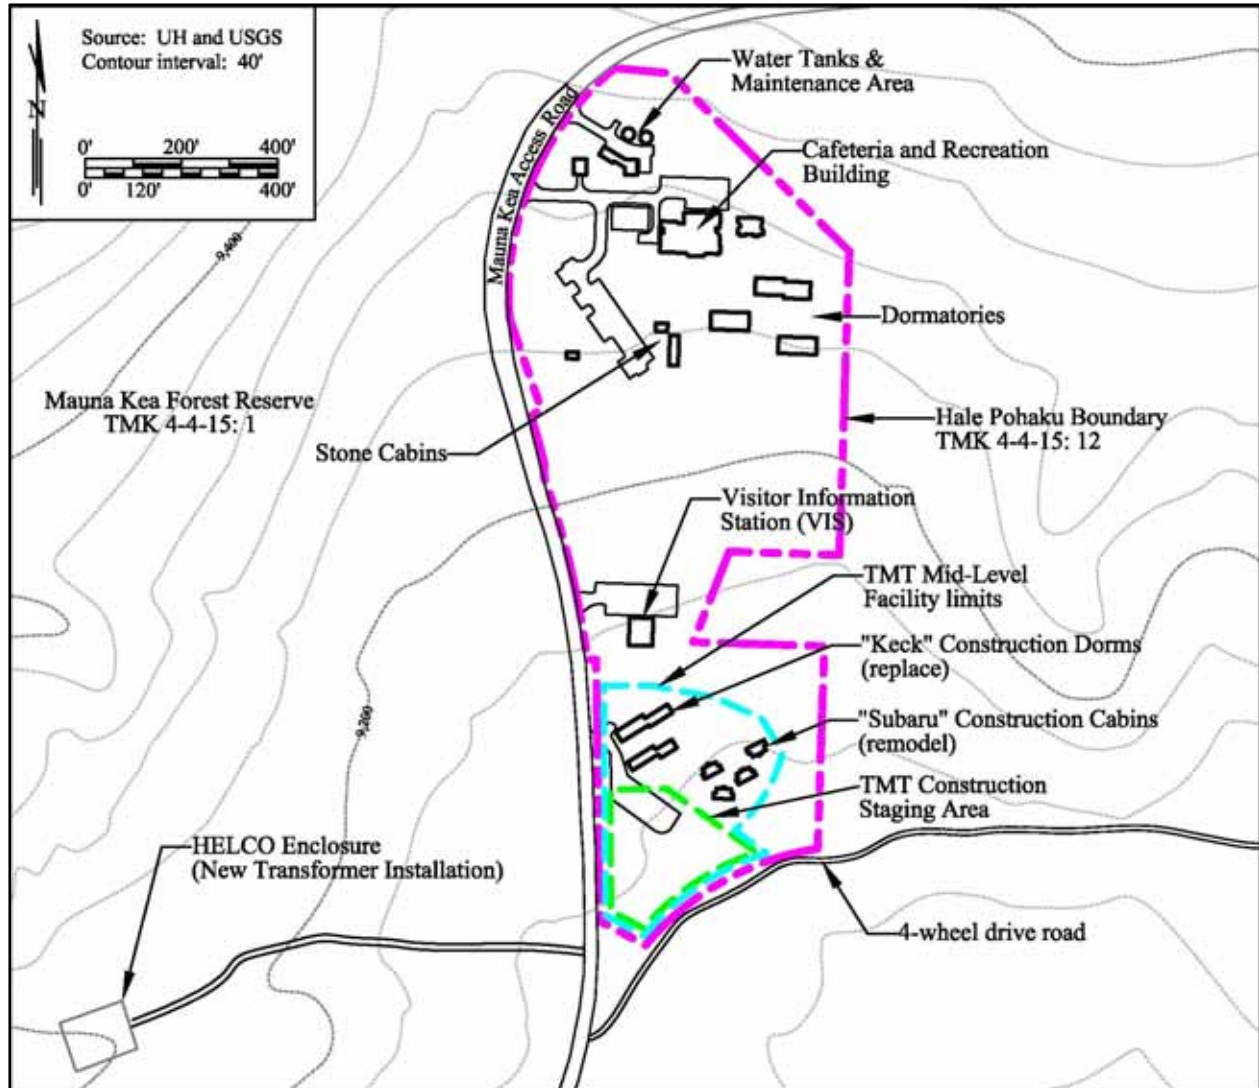 Source: UH and USGS
Contour interval: 40'
N
0' 200' 400'
0' 120' 400'
Water Tanks &
Maintenance Area
Mauna Kea Access Road
Cafeteria and Recreation
Building
9,400
Dormatories
Mauna Kea Forest Reserve
TMK 4-4-15: 1
Hale Pohaku Boundary
TMK 4-4-15: 12
Stone Cabins
Visitor Information
Station (VIS)
TMT Mid-Level
Facility limits
"Keck" Construction Dorms
(replace)
9,200
"Subaru" Construction Cabins
(remodel)
TMT Construction
Staging Area
HELCO Enclosure
(New Transformer Installation)
4-wheel drive road